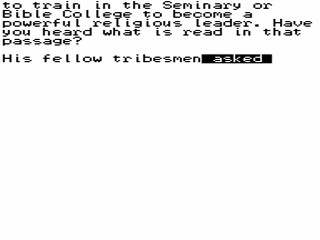 to train in the Seminary or
Bible College to become a
powerful religious leader. Have
you heard what is read in that
passage?
His fellow tribesmen asked